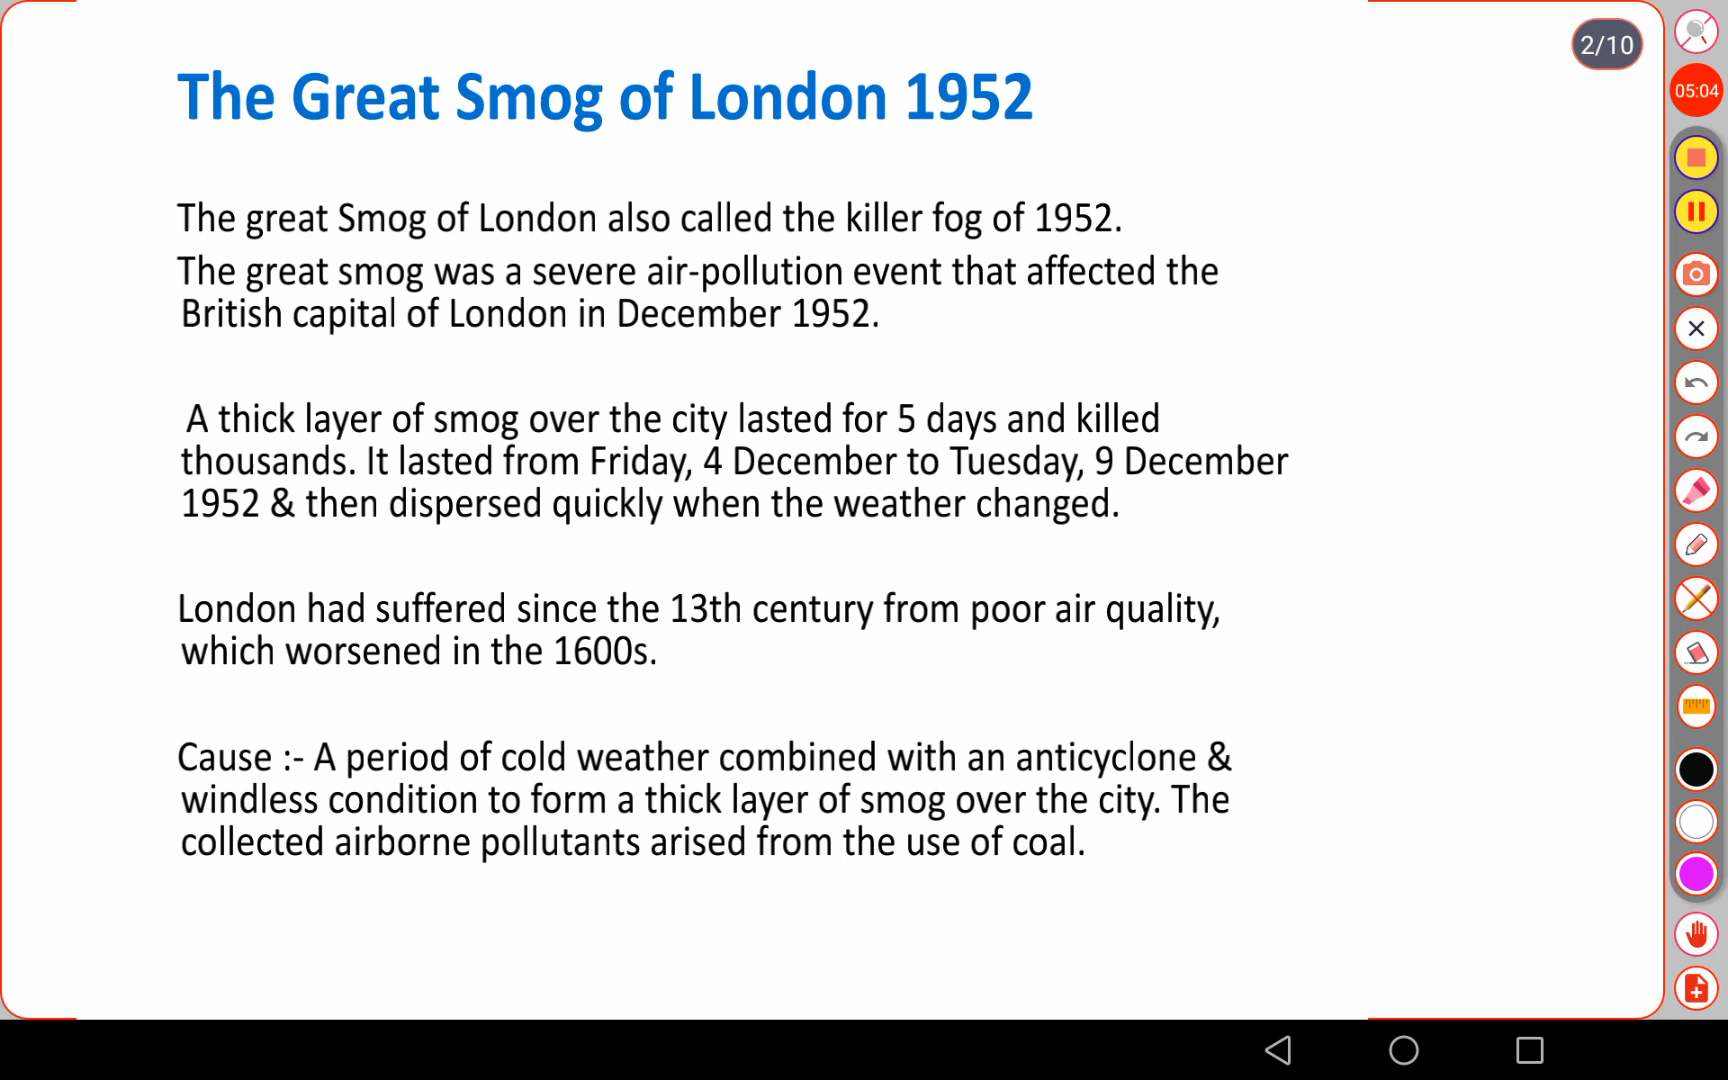 The Great Smog of London 1952
2/10
05:04
The great Smog of London also called the killer fog of 1952.
The great smog was a severe air-pollution event that affected the
British capital of London in December 1952.
A thick layer of smog over the city lasted for 5 days and killed
thousands. It lasted from Friday, 4 December to Tuesday, 9 December
1952 & then dispersed quickly when the weather changed.
London had suffered since the 13th century from poor air quality,
which worsened in the 1600s.
Cause :- A period of cold weather combined with an anticyclone &
windless condition to form a thick layer of smog over the city. The
collected airborne pollutants arised from the use of coal.